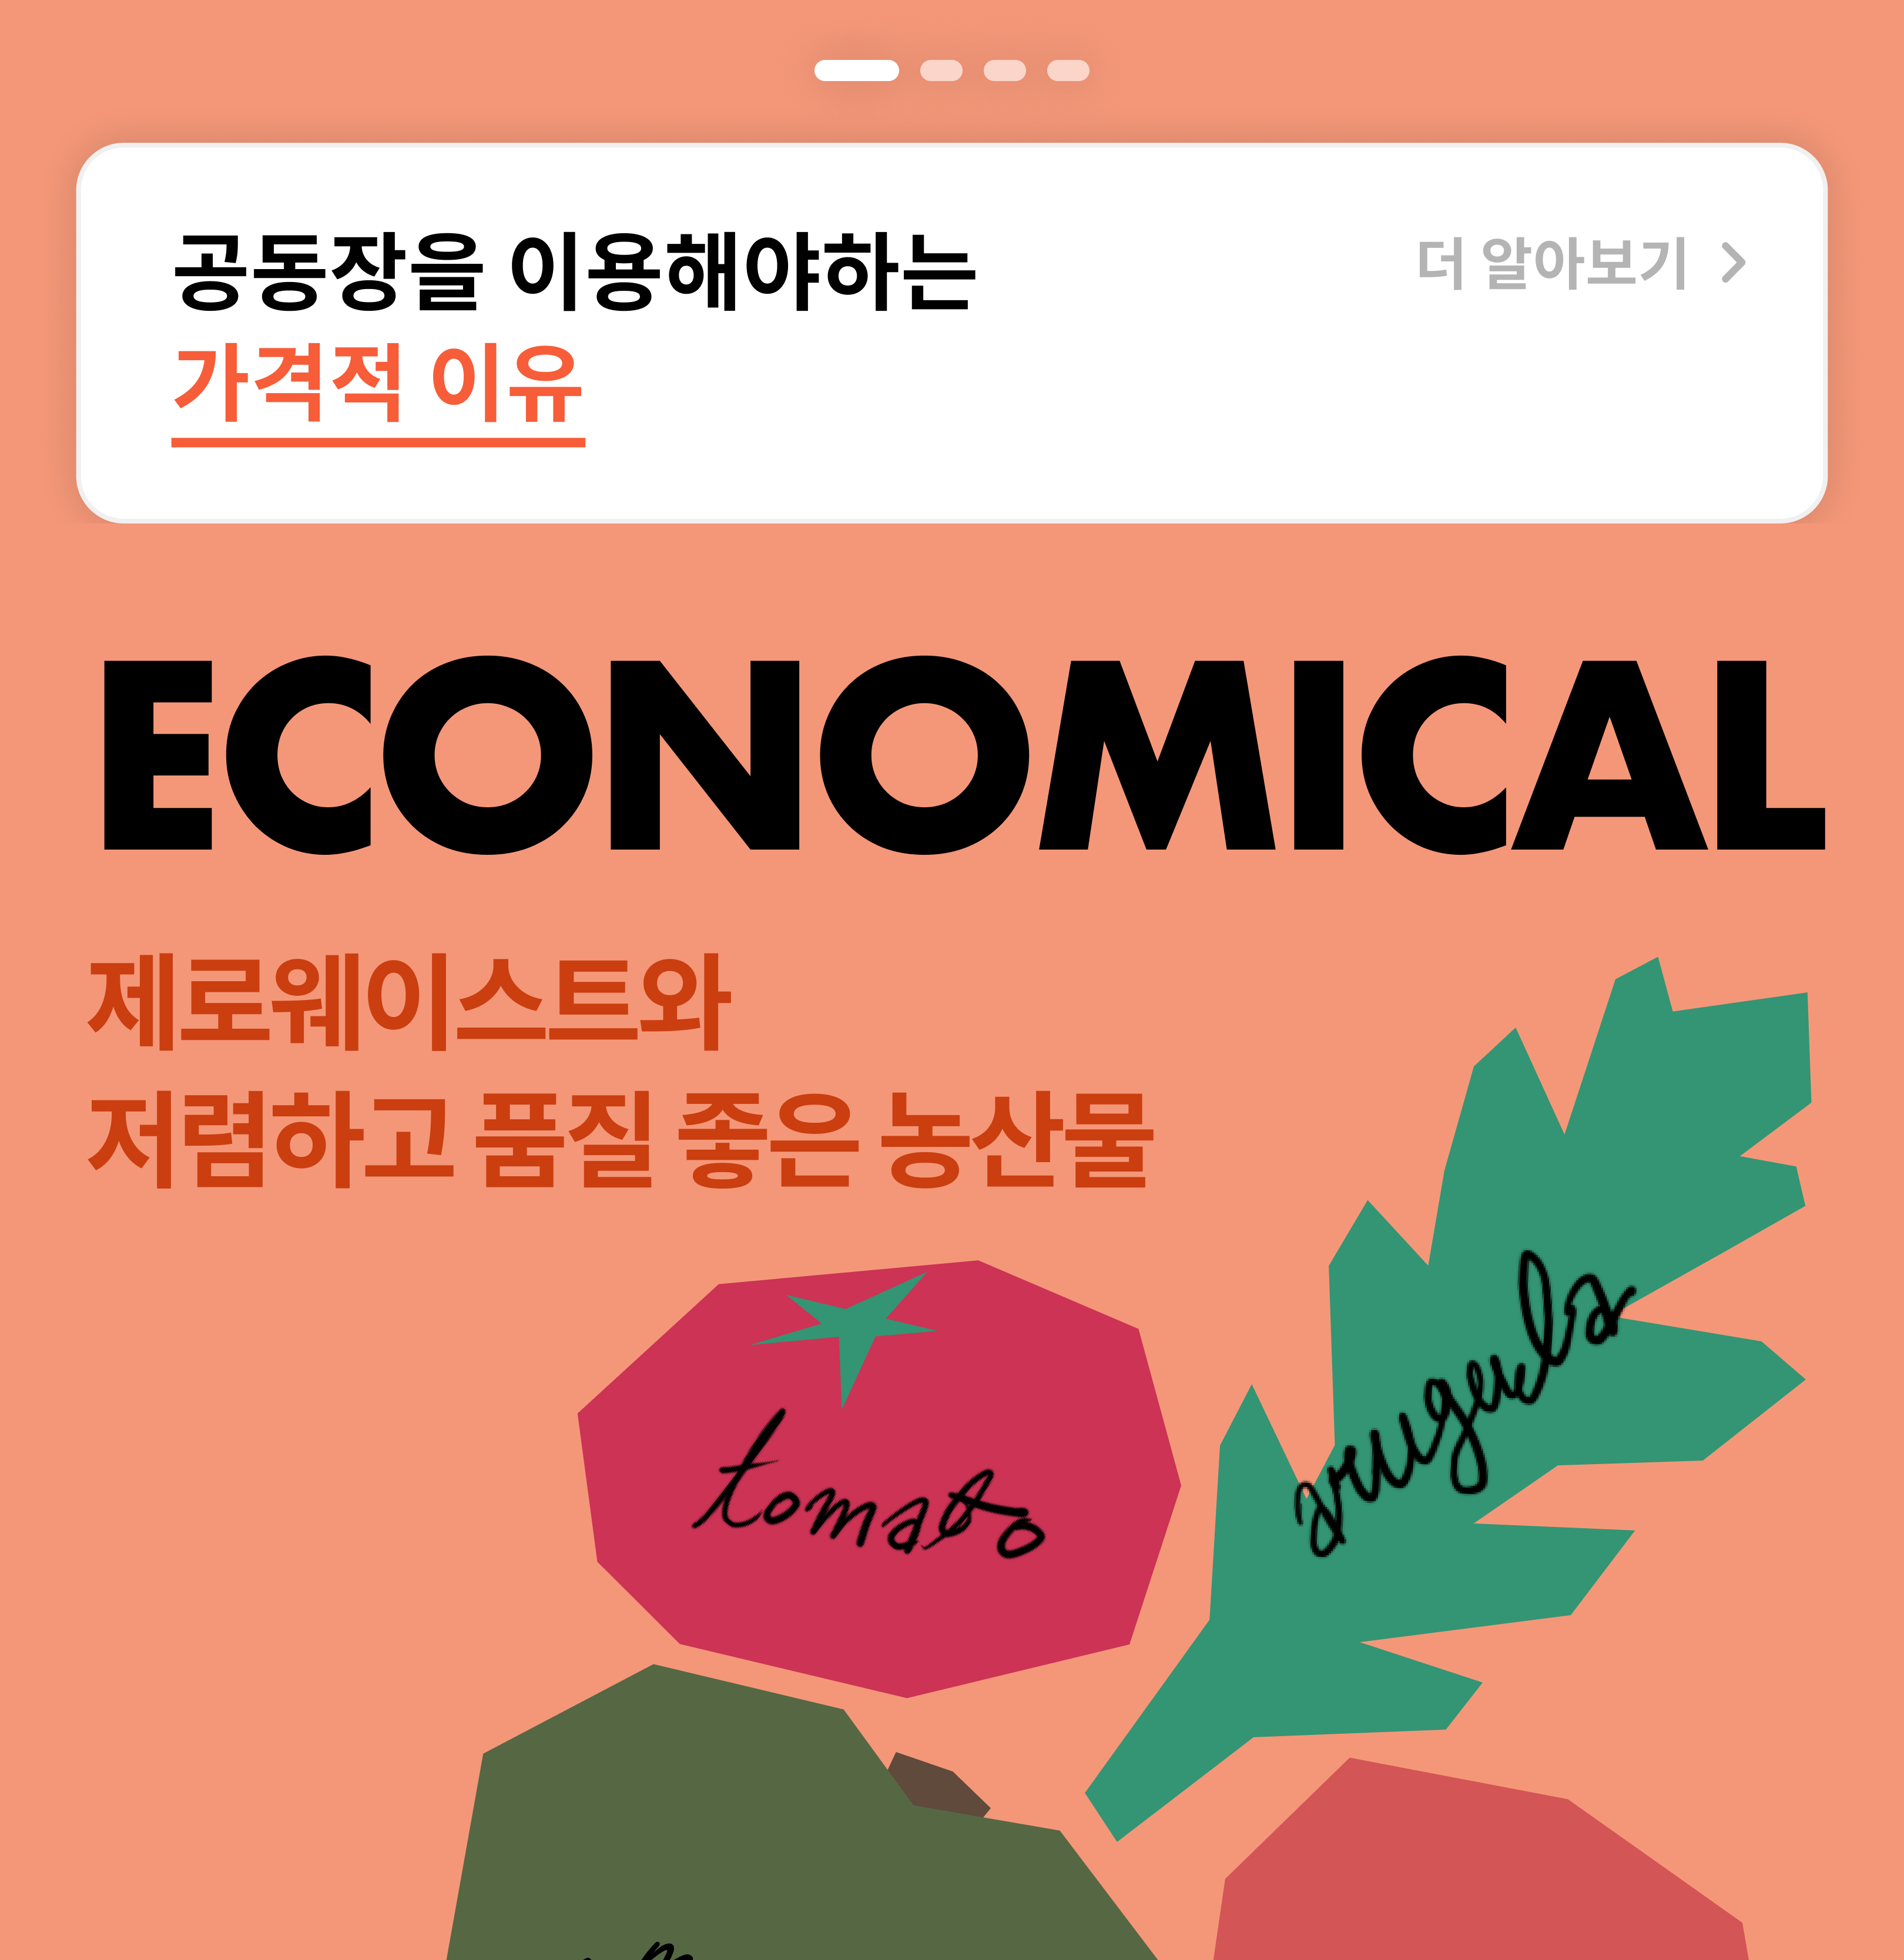 공동장을 이용해야하는
더 알아보기
가격적 이유
ECONOMICAL
제로웨이스트와
저렴하고 품질 좋은 농산물
tomato
arugula